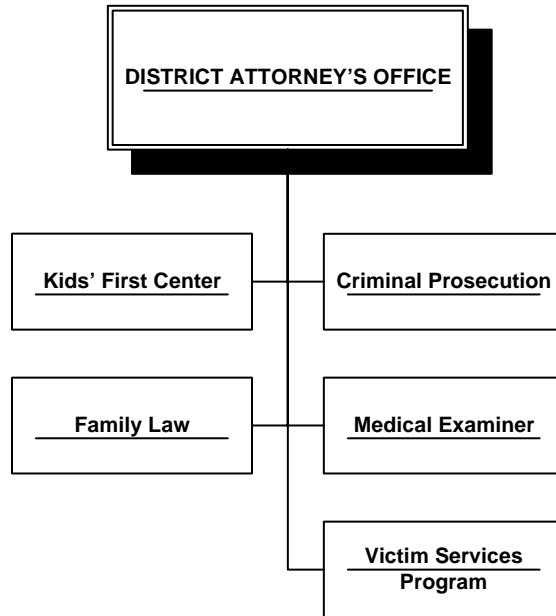 DISTRICT ATTORNEY’S OFFICE
Kids’ First Center
Criminal Prosecution
Family Law
Medical Examiner
Victim Services
Program